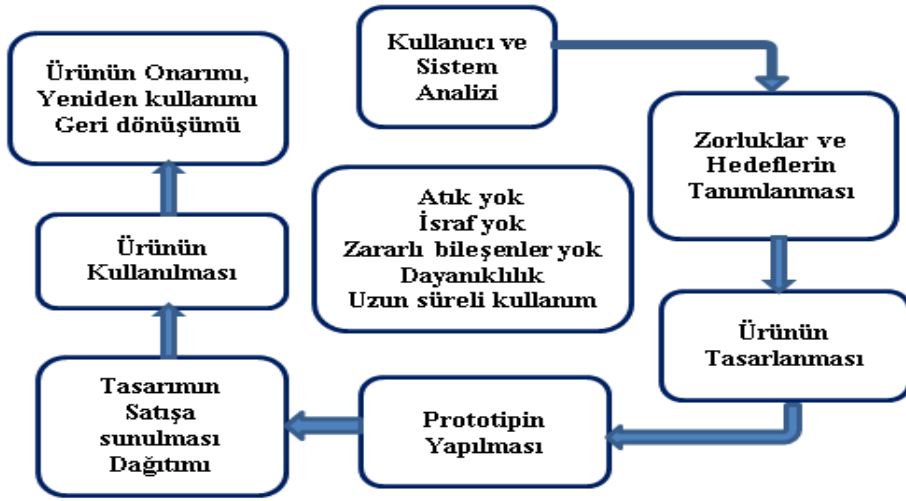 Kullanıcı ve
Sistem
Analizi
Zorluklar ve
Hedeflerin
Tanımlanması
Ürünün
Tasarlanması
Prototipin
Yapılması
Tasarımın
Satışa
sunulması
Dağıtımı
Ürünün
Kullanılması
Ürünün Onarımı,
Yeniden kullanımı
Geri dönüşümü
Atık yok
İsraf yok
Zararlı bileşenler yok
Dayanıklılık
Uzun süreli kullanım